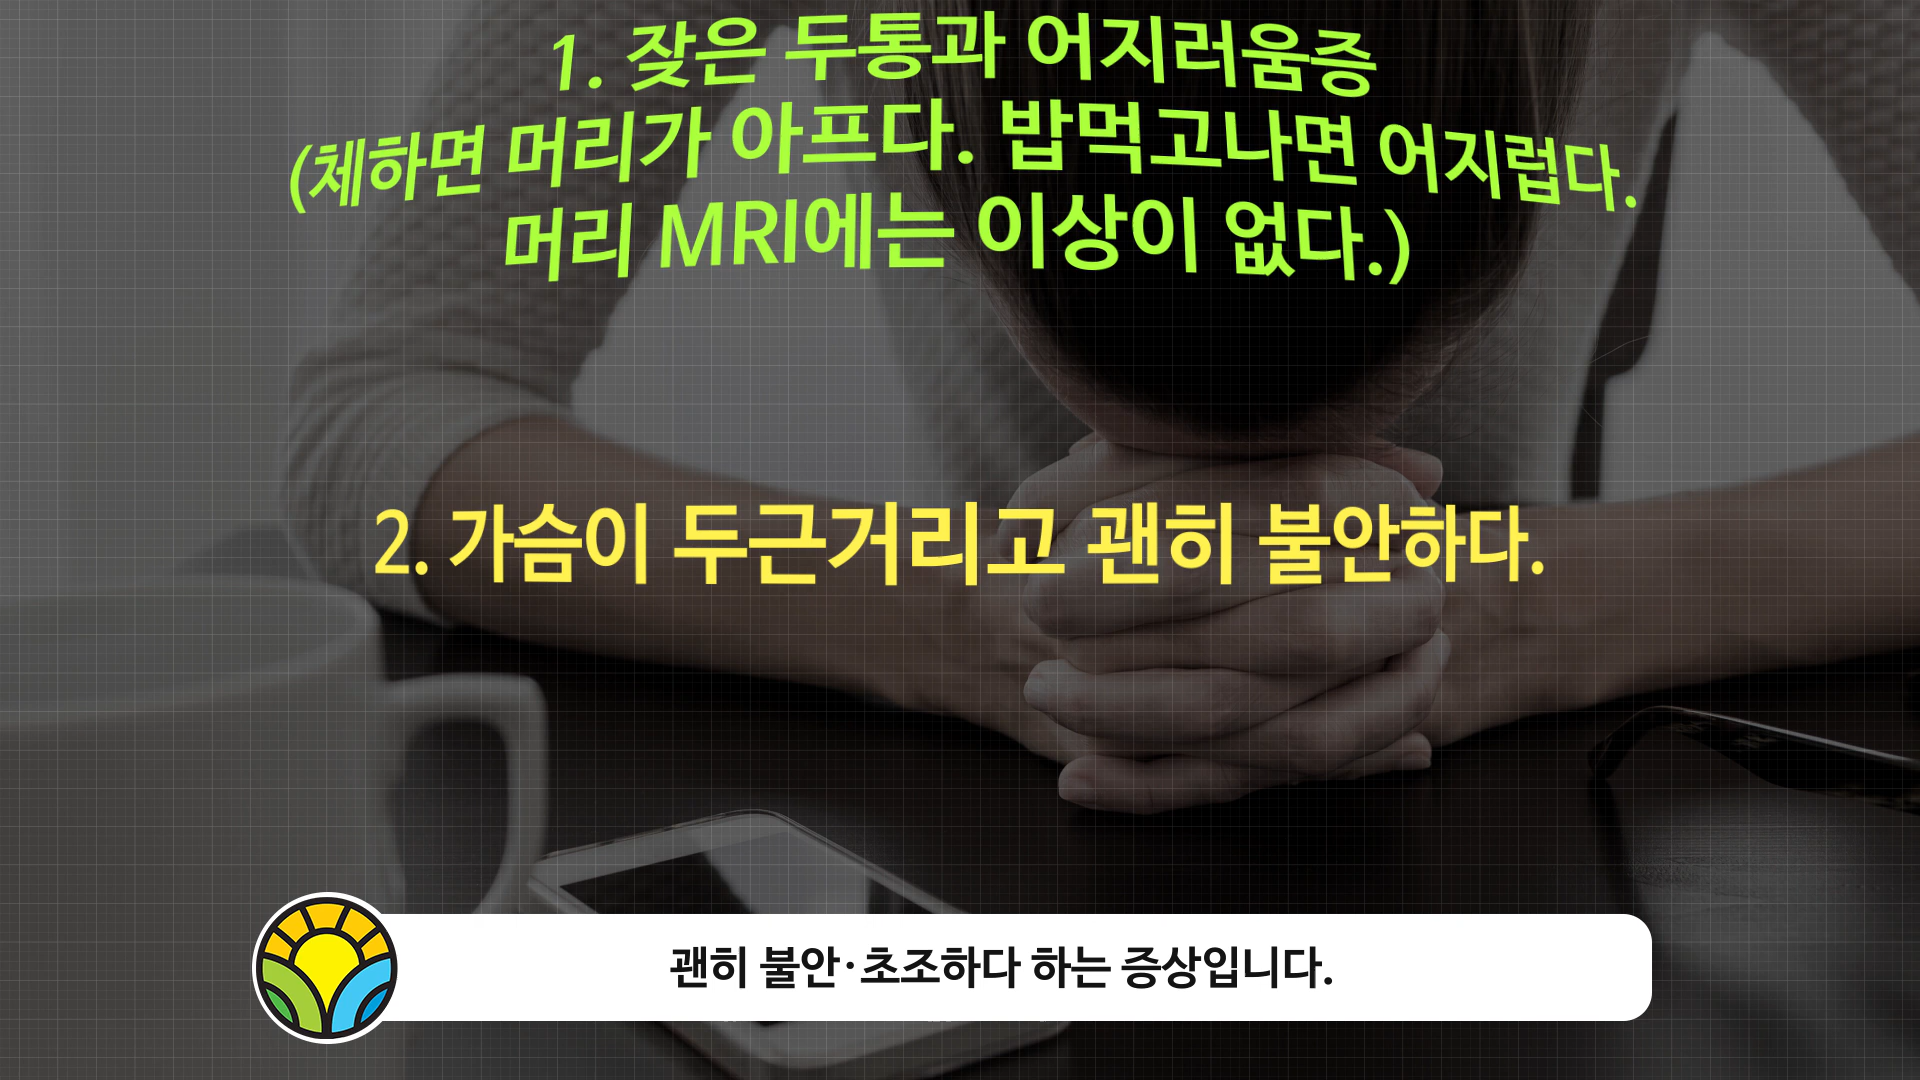 1. 잦은 두통과 어지러움증
(체하면 머리가 아프다. 밥먹고나면 어지럽다.
머리 MRI에는 이상이 없다.)
2. 가슴이 두근거리고 괜히 불안하다.
괜히 불안·초조하다 하는 증상입니다.